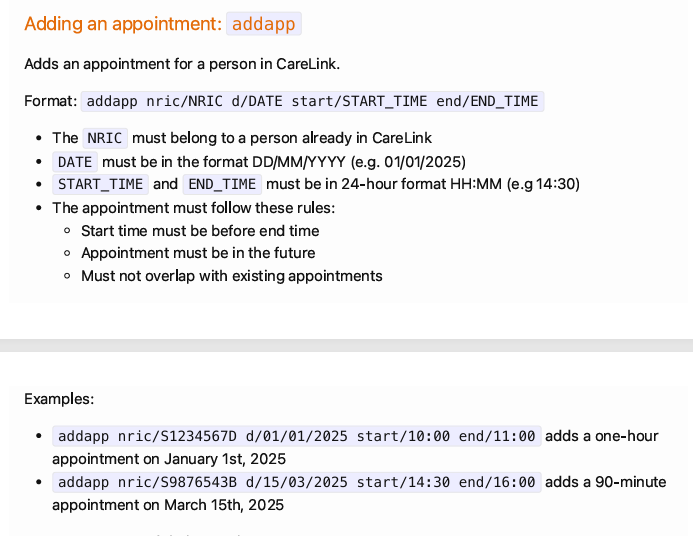 Adding an appointment: addapp
Adds an appointment for a person in CareLink.
Format: addapp nric/NRIC d/DATE start/START_TIME end/END_TIME
• The NRIC must belong to a person already in CareLink
• DATE must be in the format DD/MM/YYYY (e.g. 01/01/2025)
• START_TIME and END_TIME must be in 24-hour format HH:MM (e.g 14:30)
• The appointment must follow these rules:
◦ Start time must be before end time
◦ Appointment must be in the future
◦ Must not overlap with existing appointments
Examples:
• addapp nric/S1234567D d/01/01/2025 start/10:00 end/11:00 adds a one-hour
appointment on January 1st, 2025
• addapp nric/S9876543B d/15/03/2025 start/14:30 end/16:00 adds a 90-minute
appointment on March 15th, 2025